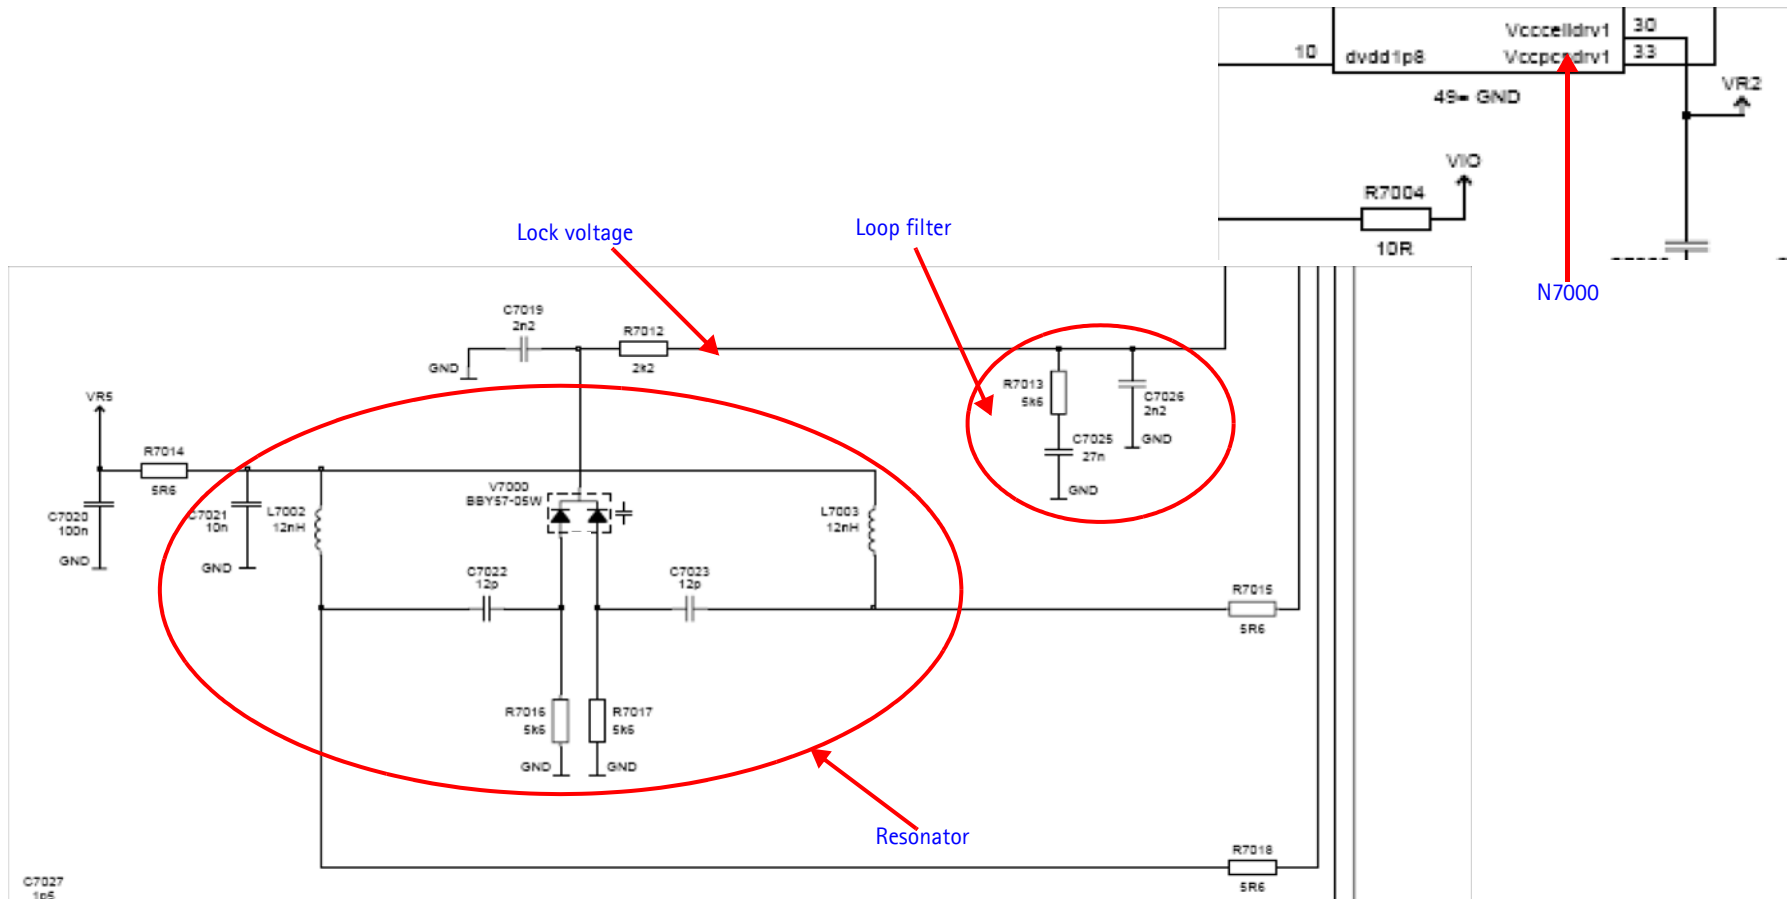 Vcccelldrv1
30
10
dvdd1p8
Vccpcsdrv1
33
49= GND
VR2
VIO
R7004
10R
N7000
Lock voltage
Loop filter
C7019
2n2
R7012
2k2
GND
R7013
5k6
C7026
2n2
GND
C7025
27n
GND
VR5
R7014
5R6
C7020
100n
GND
C7021
10n
GND
L7002
12nH
V7000
BBY57-05W
L7003
12nH
C7022
12p
C7023
12p
R7015
5R6
R7016
5k6
R7017
5k6
GND
GND
Resonator
R7018
5R6
C7027
1p5